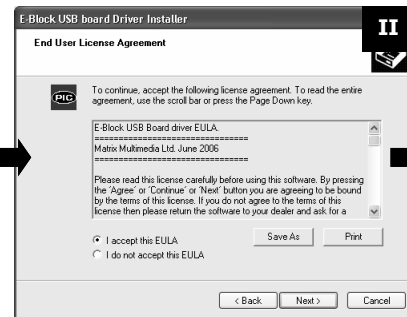 E-Block USB board Driver Installer
II
End User License Agreement
PIC
To continue, accept the following license agreement. To read the entire
agreement, use the scroll bar or press the Page Down key.
E-Block USB Board driver EULA.
==================================
Matrix Multimedia Ltd. June 2006
==================================
Please read this license carefully before using this software. By pressing
the ´Agree´ or ´Continue´ or ´Next´ button you are agreeing to be bound
by the terms of this license. If you do not agree to the terms of this
license then please return the software to your dealer and ask for a
I accept this EULA
I do not accept this EULA
Save As
Print
< Back
Next >
Cancel